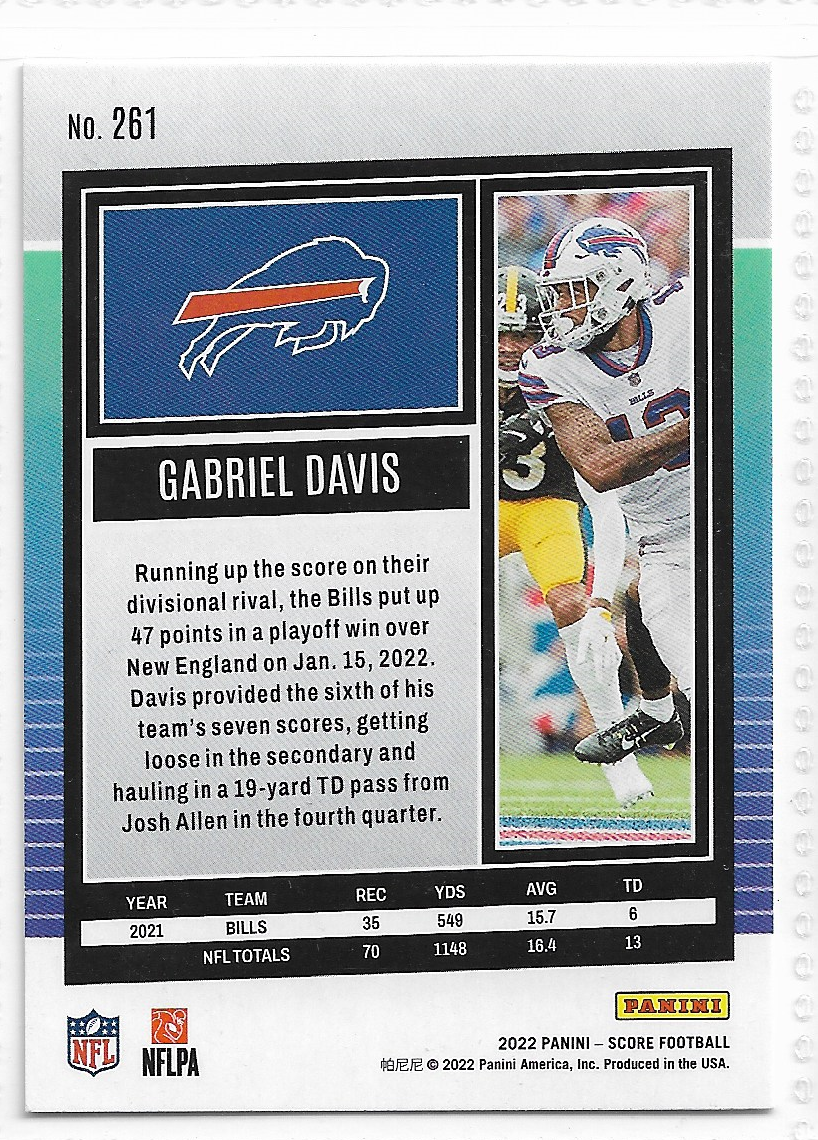 No. 261
GABRIEL DAVIS
Running up the score on their
divisional rival, the Bills put up
47 points in a playoff win over
New England on Jan. 15, 2022.
Davis provided the sixth of his
team's seven scores, getting
loose in the secondary and
hauling in a 19-yard TD pass from
Josh Allen in the fourth quarter.
BILLS
13
3
YEAR TEAM REC YDS AVG TD
2021 BILLS 35 549 15.7 6
NFL TOTALS 70 1148 16.4 13
PANINI
NFL
NFLPA
2022 PANINI – SCORE FOOTBALL
帕尼尼 © 2022 Panini America, Inc. Produced in the USA.